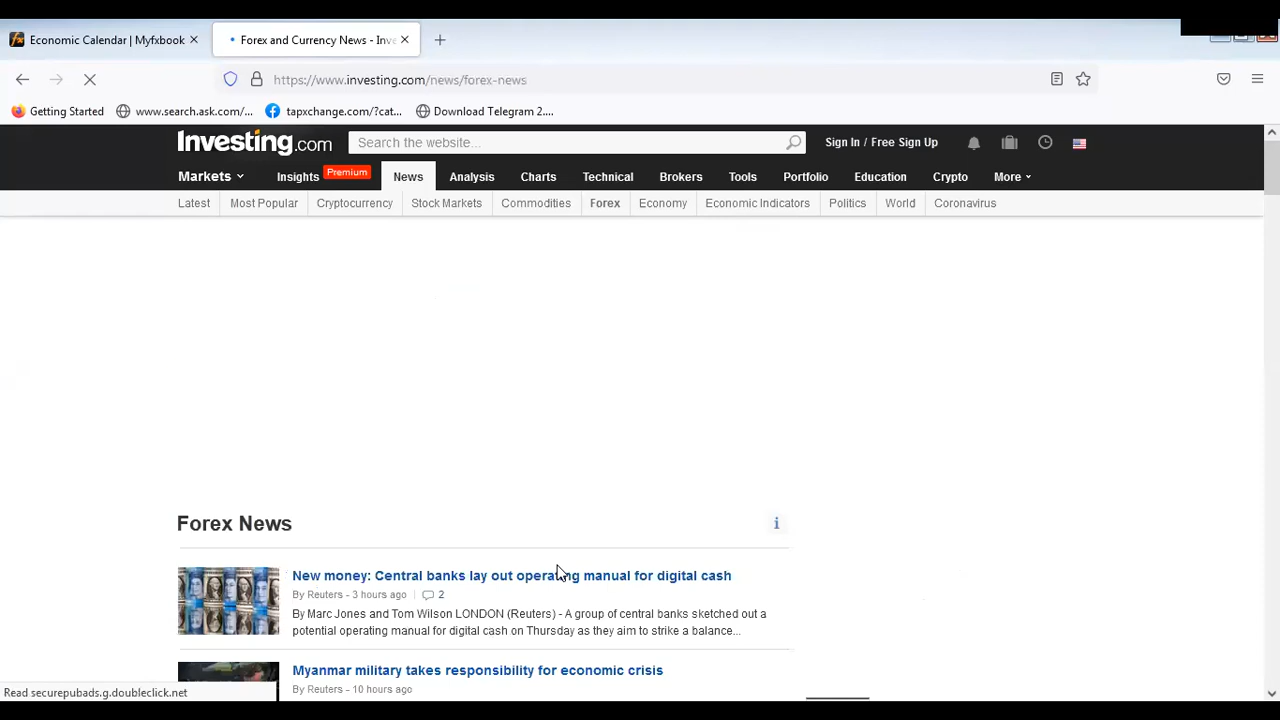 Economic Calendar | Myfxbook
Forex and Currency News - Inv
https://www.investing.com/news/forex-news
Getting Started
www.search.ask.com/...
tapxchange.com/?cat...
Download Telegram 2....
Investing.com
Search the website...
Sign In / Free Sign Up
Markets
Insights
Premium
News
Analysis
Charts
Technical
Brokers
Tools
Portfolio
Education
Crypto
More
Latest
Most Popular
Cryptocurrency
Stock Markets
Commodities
Forex
Economy
Economic Indicators
Politics
World
Coronavirus
Forex News
i
New money: Central banks lay out operating manual for digital cash
By Reuters - 3 hours ago
2
By Marc Jones and Tom Wilson LONDON (Reuters) - A group of central banks sketched out a
potential operating manual for digital cash on Thursday as they aim to strike a balance...
Myanmar military takes responsibility for economic crisis
By Reuters - 10 hours ago
Read securepubads.g.doubleclick.net